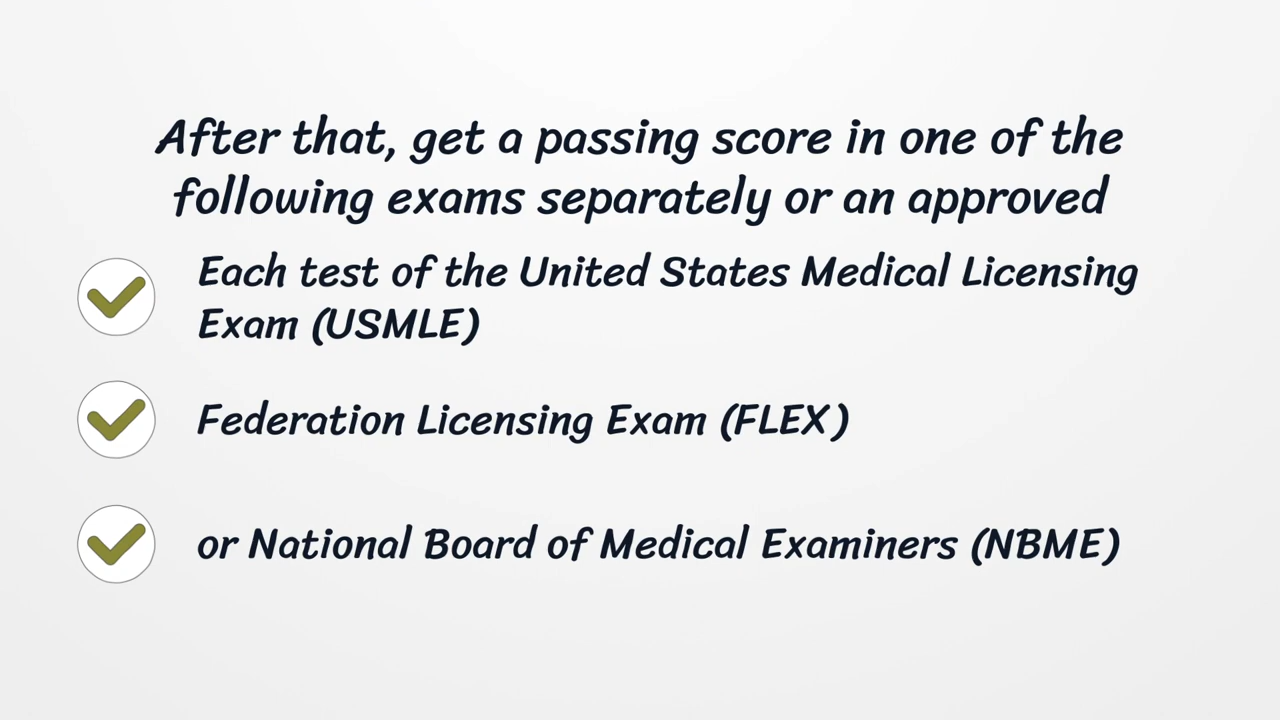 After that, get a passing score in one of the
following exams separately or an approved
Each test of the United States Medical Licensing
Exam (USMLE)
Federation Licensing Exam (FLEX)
or National Board of Medical Examiners (NBME)